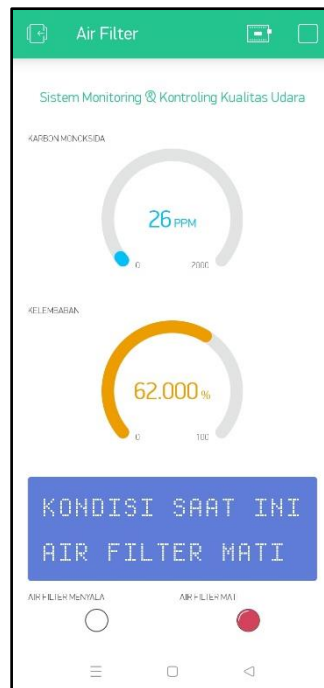 Air Filter
Sistem Monitoring & Kontroling Kualitas Udara
KARBON MONOKSIDA
26 PPM
0 2000
KELEMBABAN
62.000 %
0 100
KONDISI SAAT INI
AIR FILTER MATI
AIR FILTER MENYALA AIR FILTER MATI